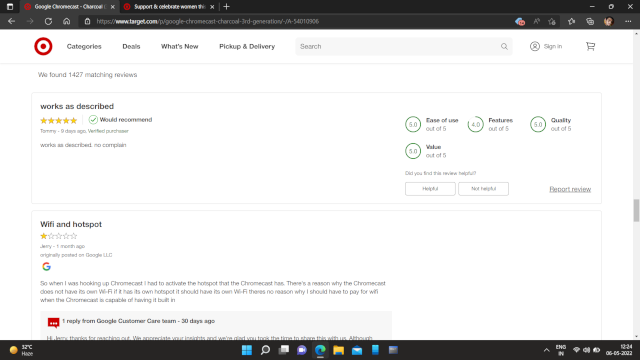 Google Chromecast - Charcoal (
Support & celebrate women thi
https://www.target.com/p/google-chromecast-charcoal-3rd-generation/-/A-54010906
Categories Deals What's New Pickup & Delivery Search Sign in
We found 1427 matching reviews
works as described
Would recommend
Tommy - 9 days ago, Verified purchaser
works as described. no complain
5.0 Ease of use out of 5
4.0 Features out of 5
5.0 Quality out of 5
5.0 Value out of 5
Did you find this review helpful?
Helpful Not helpful Report review
Wifi and hotspot
Jerry - 1 month ago
originally posted on Google LLC
So when I was hooking up Chromecast I had to activate the hotspot that the Chromecast has. There's a reason why the Chromecast
does not have its own Wi-Fi if it has its own hotspot it should have its own Wi-Fi theres no reason why I should have to pay for wifi
when the Chromecast is capable of having it built in
1 reply from Google Customer Care team - 30 days ago
Hi Jerry, thanks for reaching out. We appreciate your insights and we're glad you took the time to share this with us. Although
32°C
Haze
ENG
IN
12:24
06-05-2022